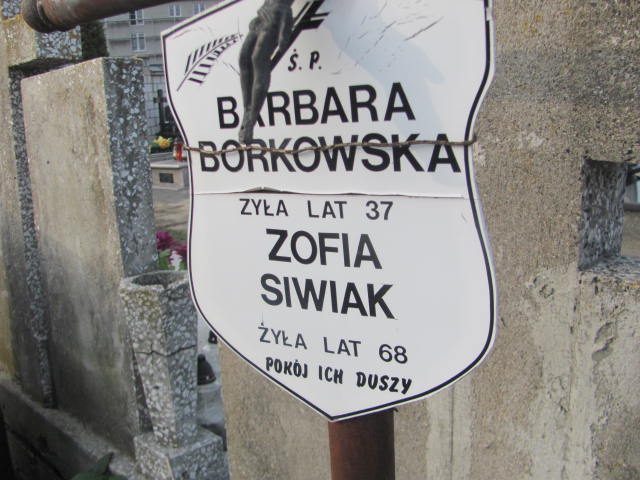 Ś. P.
BARBARA
BORKOWSKA
ŻYŁA LAT 37
ZOFIA
SIWIAK
ŻYŁA LAT 68
POKÓJ ICH DUSZY